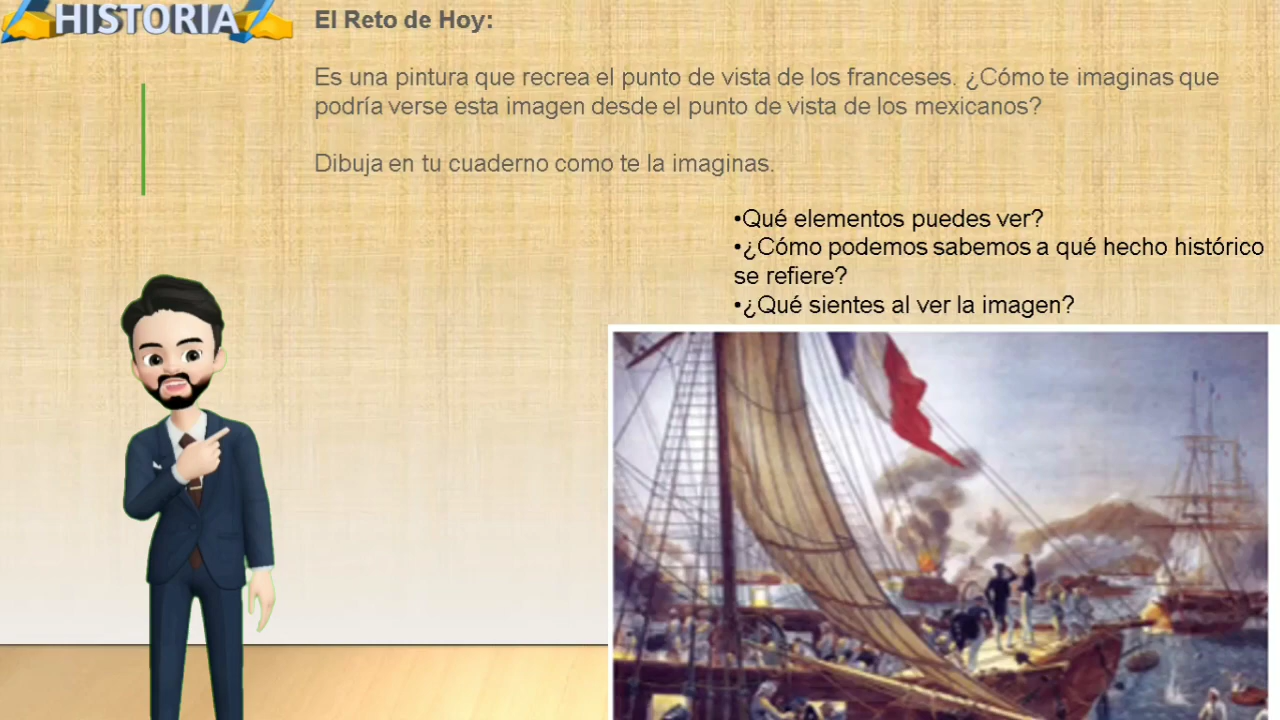 HISTORIA
El Reto de Hoy:
Es una pintura que recrea el punto de vista de los franceses. ¿Cómo te imaginas que
podría verse esta imagen desde el punto de vista de los mexicanos?
Dibuja en tu cuaderno como te la imaginas.
•Qué elementos puedes ver?
•¿Cómo podemos sabemos a qué hecho histórico
se refiere?
•¿Qué sientes al ver la imagen?